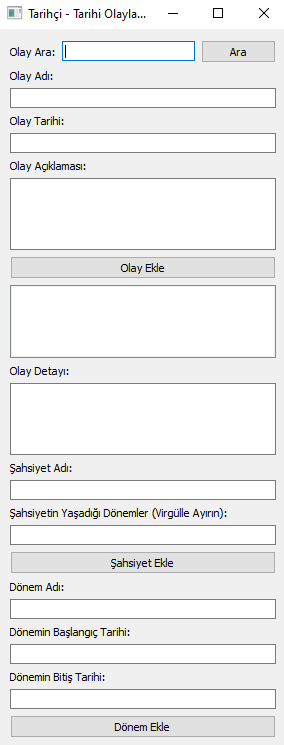 Tarihçi - Tarihi Olayla...
Olay Ara: Ara
Olay Adı:
Olay Tarihi:
Olay Açıklaması:
Olay Ekle
Olay Detayı:
Şahsiyet Adı:
Şahsiyetin Yaşadığı Dönemler (Virgülle Ayırın):
Şahsiyet Ekle
Dönem Adı:
Dönemin Başlangıç Tarihi:
Dönemin Bitiş Tarihi:
Dönem Ekle